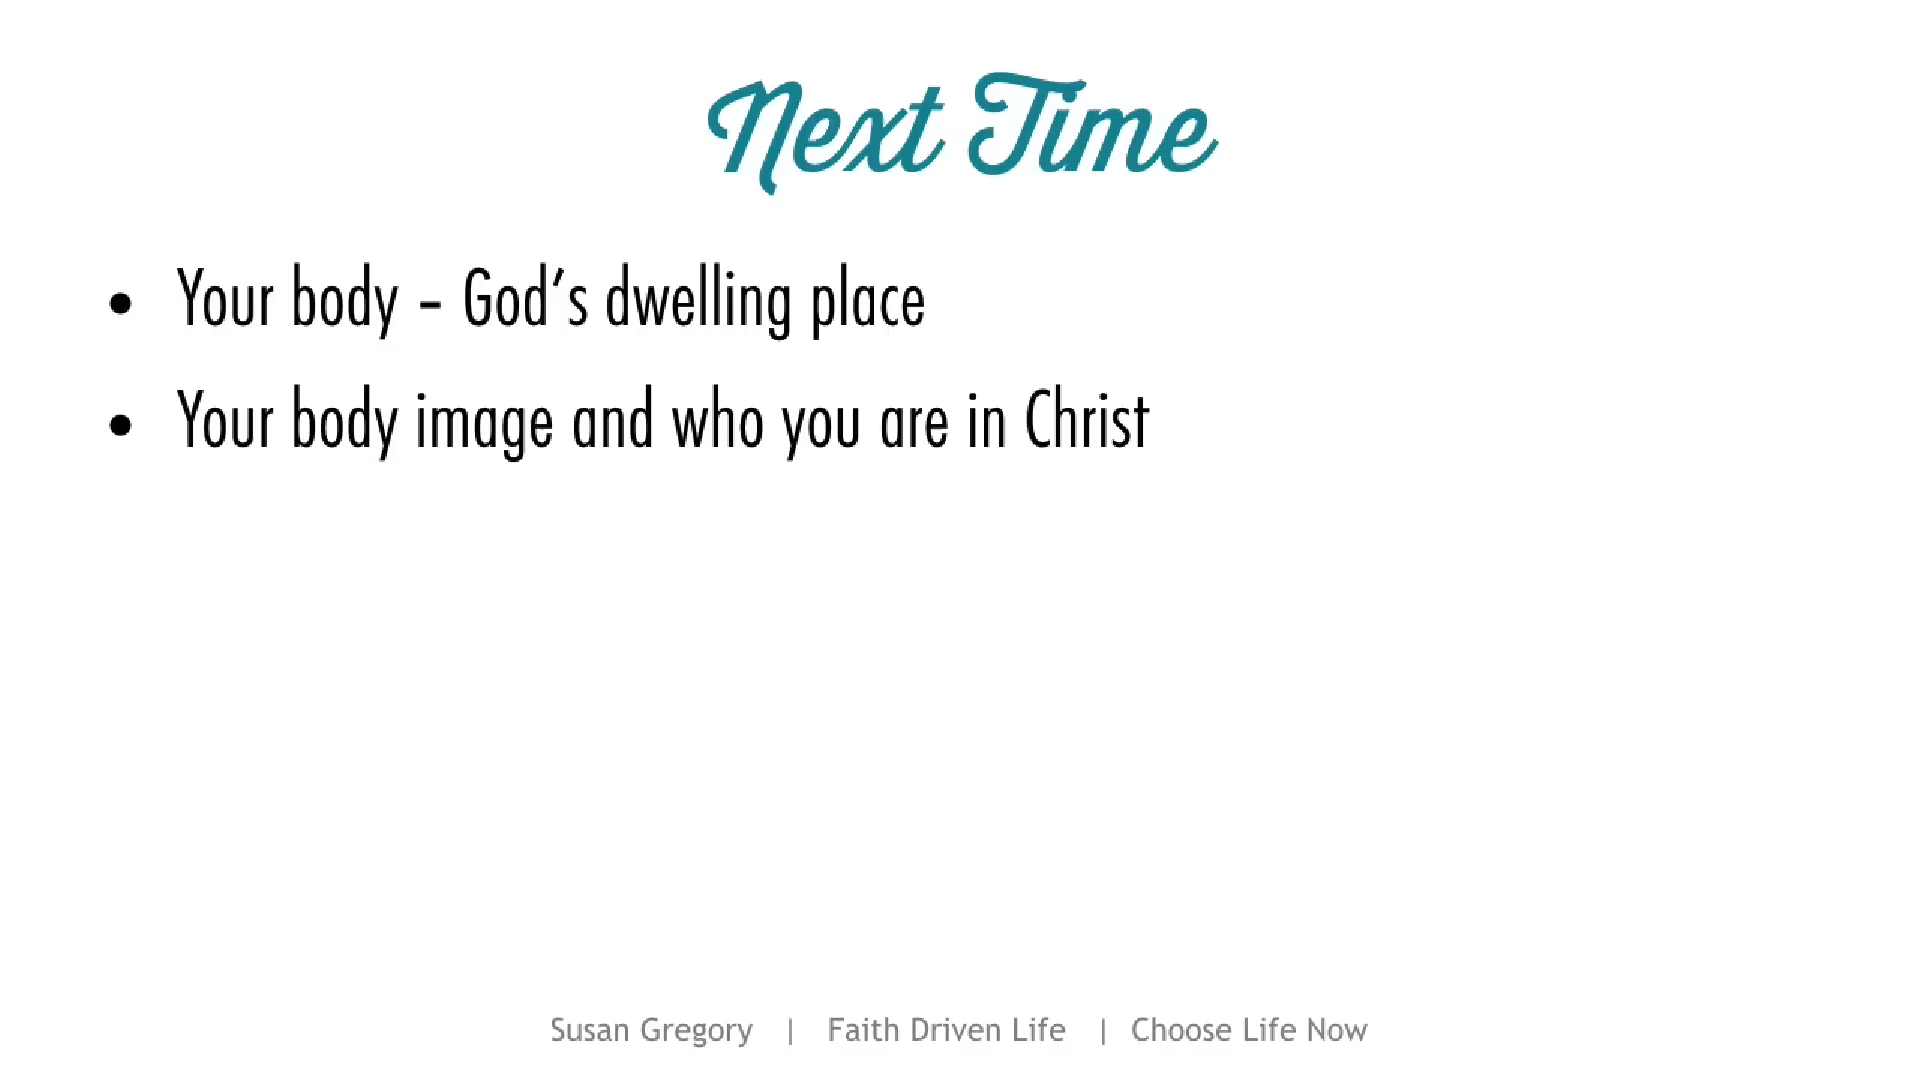 Next Time
• Your body – God’s dwelling place
• Your body image and who you are in Christ
Susan Gregory | Faith Driven Life | Choose Life Now